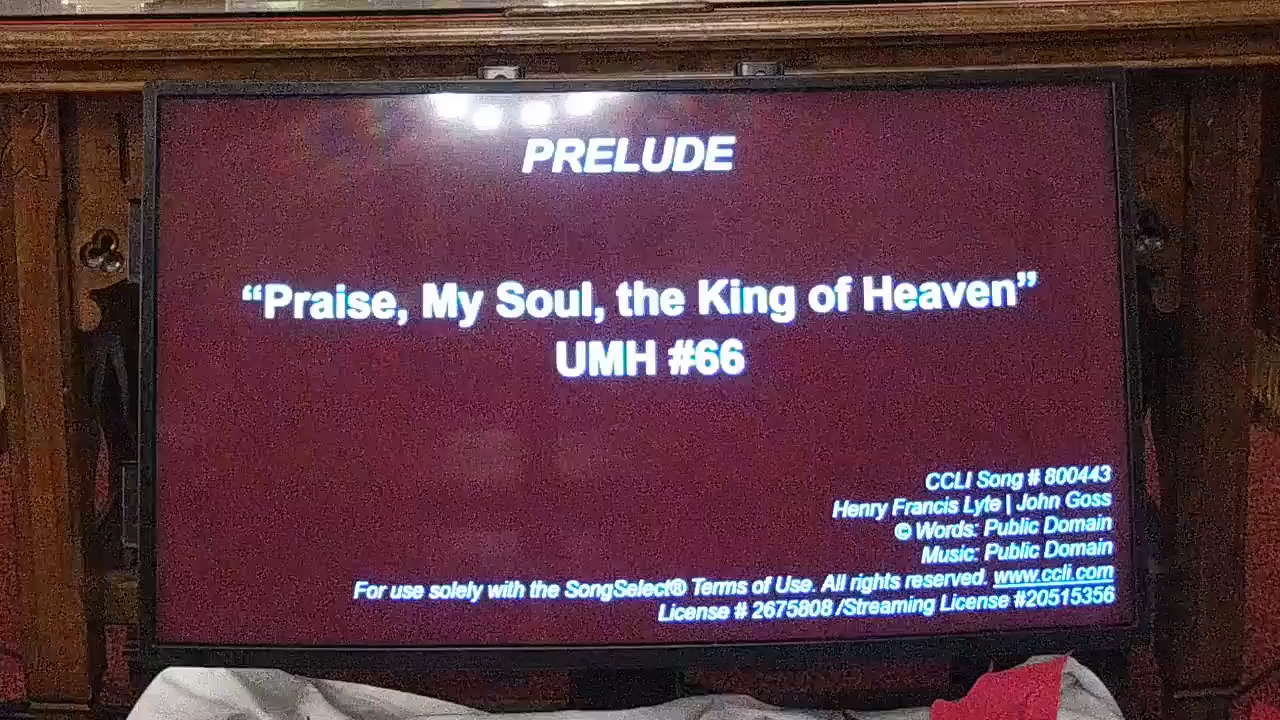 PRELUDE
“Praise, My Soul, the King of Heaven”
UMH #66
CCLI Song # 800443
Henry Francis Lyte | John Goss
© Words: Public Domain
Music: Public Domain
For use solely with the SongSelect® Terms of Use. All rights reserved. www.ccli.com
License # 2675808 /Streaming License #20515356